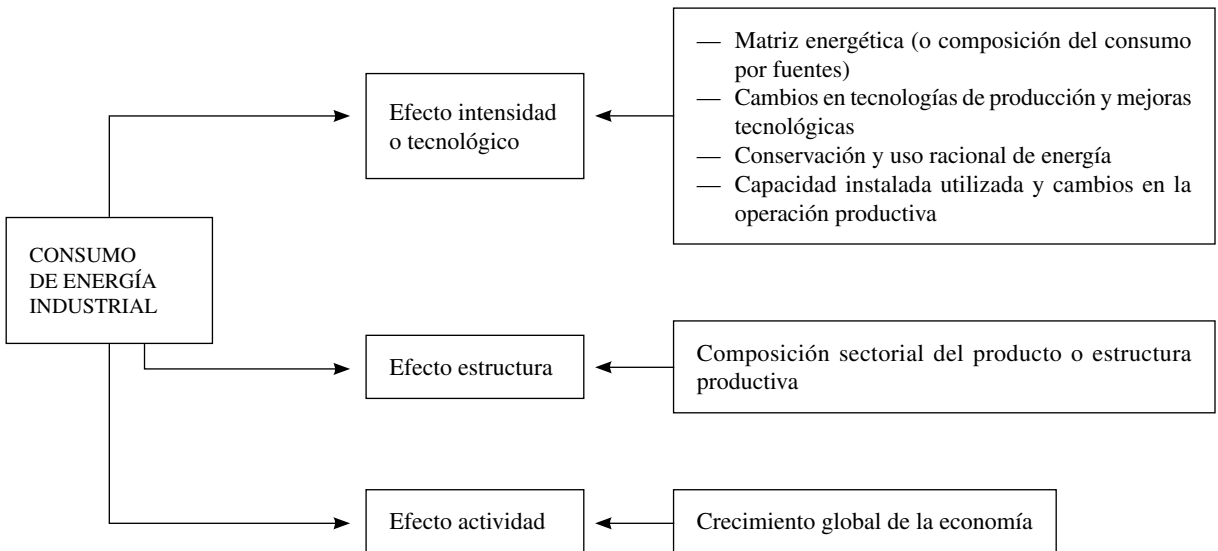 CONSUMO
DE ENERGÍA
INDUSTRIAL
Efecto intensidad
o tecnológico
— Matriz energética (o composición del consumo
por fuentes)
— Cambios en tecnologías de producción y mejoras
tecnológicas
— Conservación y uso racional de energía
— Capacidad instalada utilizada y cambios en la
operación productiva
Efecto estructura
Composición sectorial del producto o estructura
productiva
Efecto actividad
Crecimiento global de la economía